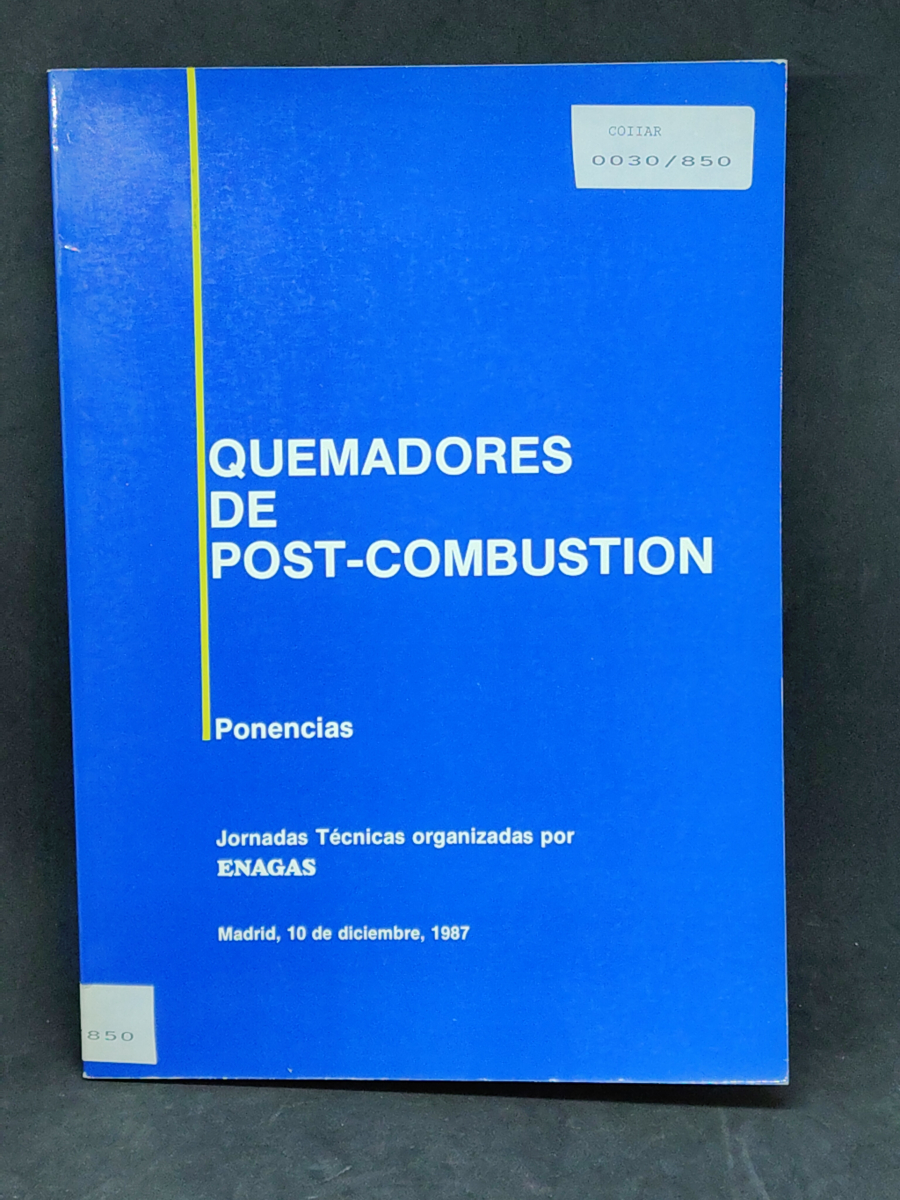 COIIAR
0030/850
QUEMADORES
DE
POST-COMBUSTION
Ponencias
Jornadas Técnicas organizadas por
ENAGAS
Madrid, 10 de diciembre, 1987
850